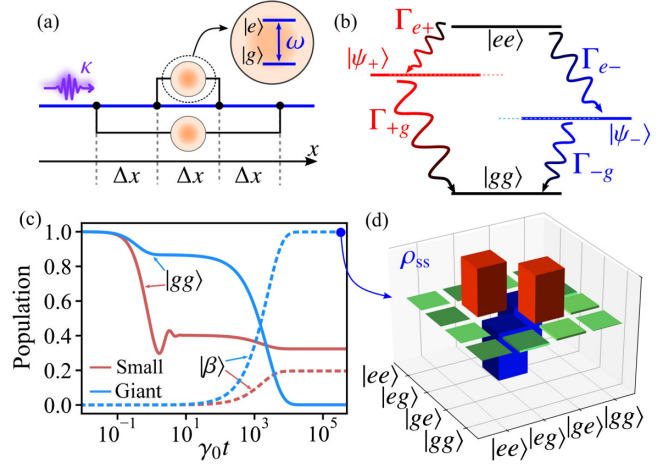 (a)
|e⟩
|g⟩
ω
κ
x
Δx Δx Δx
(b)
|ee⟩
Γe+
Γe−
|ψ+⟩
|ψ−⟩
Γ+g
Γ−g
|gg⟩
(c)
Population
1.0
0.8
0.6
0.4
0.2
0.0
|gg⟩
|β⟩
Small
Giant
10⁻¹ 10¹ 10³ 10⁵
γ₀t
(d)
ρss
|ee⟩
|eg⟩
|ge⟩
|gg⟩
|ee⟩
|eg⟩
|ge⟩
|gg⟩